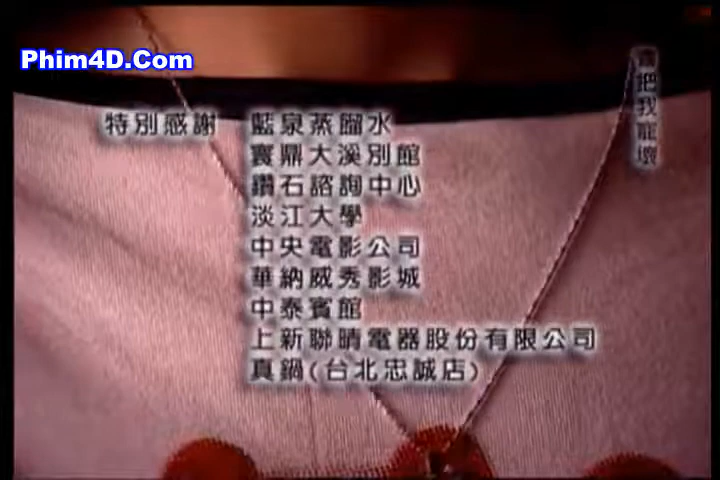 Phim4D.Com
特別感謝
藍泉蒸餾水
寰鼎大溪別館
鑽石諮詢中心
淡江大學
中央電影公司
華納威秀影城
中泰賓館
上新聯晴電器股份有限公司
真鍋(台北忠誠店)
把我寵壞